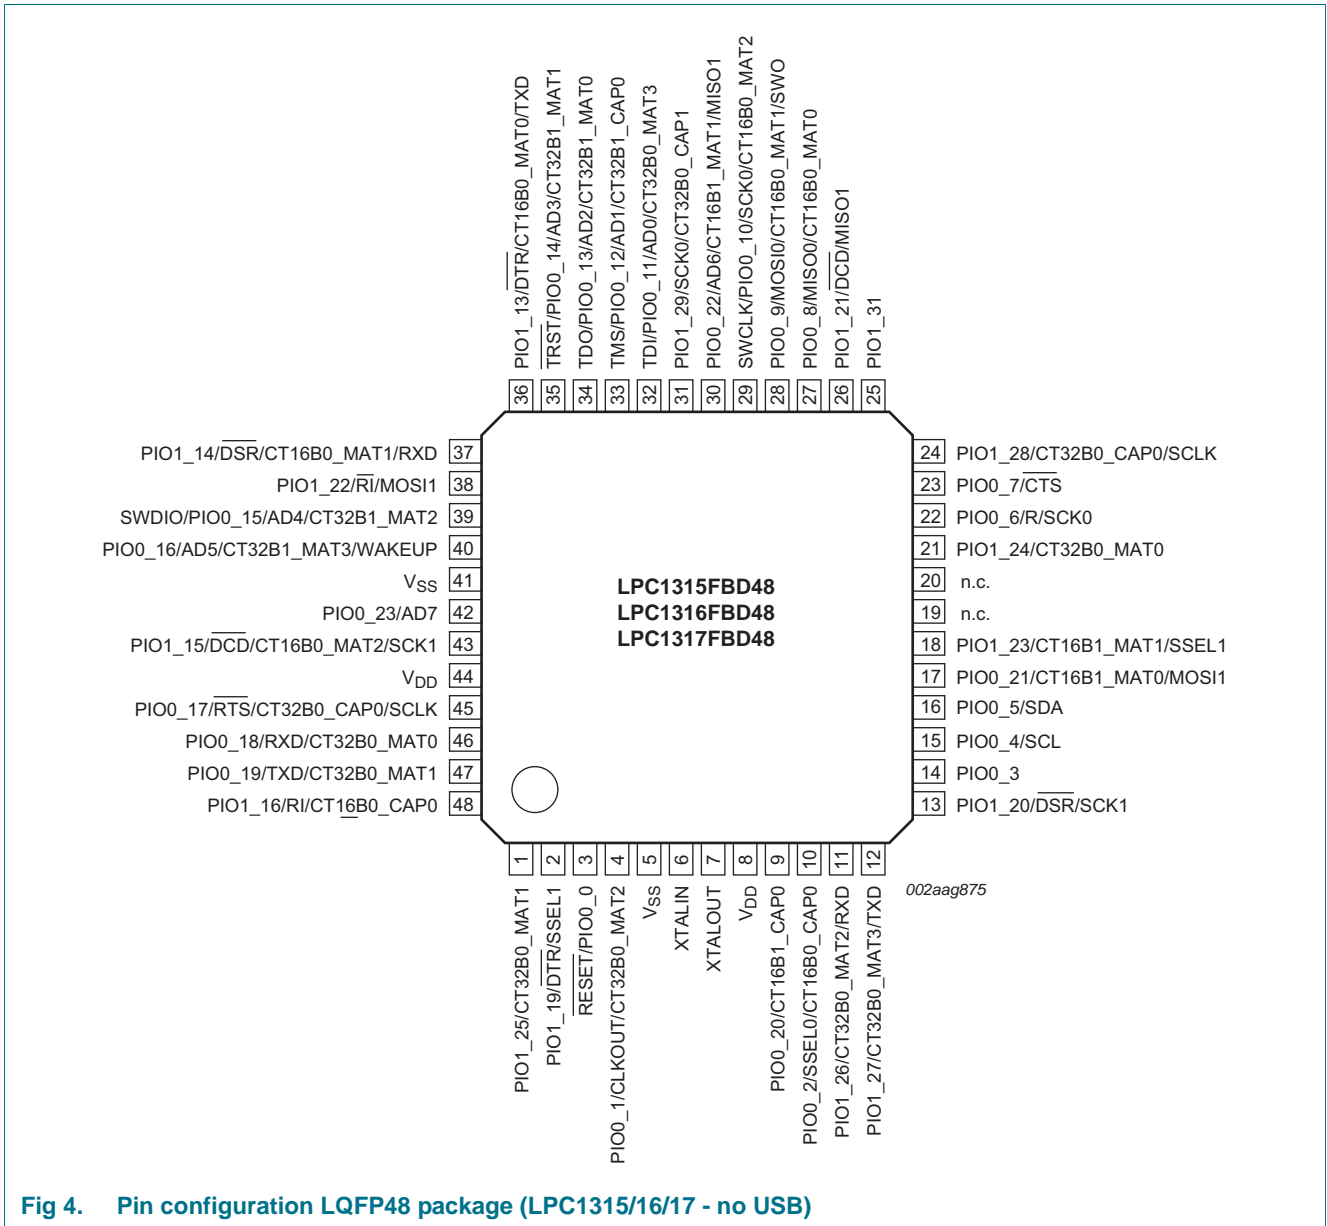 PIO1_13/DTR/CT16B0_MAT0/TXD
TRST/PIO0_14/AD3/CT32B1_MAT1
TDO/PIO0_13/AD2/CT32B1_MAT0
TMS/PIO0_12/AD1/CT32B1_CAP0
TDI/PIO0_11/AD0/CT32B0_MAT3
PIO1_29/SCK0/CT32B0_CAP1
PIO0_22/AD6/CT16B1_MAT1/MISO1
SWCLK/PIO0_10/SCK0/CT16B0_MAT2
PIO0_9/MOSI0/CT16B0_MAT1/SWO
PIO0_8/MISO0/CT16B0_MAT0
PIO1_21/DCD/MISO1
PIO1_31
36
35
34
33
32
31
30
29
28
27
26
25
PIO1_14/DSR/CT16B0_MAT1/RXD 37
PIO1_22/RI/MOSI1 38
SWDIO/PIO0_15/AD4/CT32B1_MAT2 39
PIO0_16/AD5/CT32B1_MAT3/WAKEUP 40
VSS 41
PIO0_23/AD7 42
PIO1_15/DCD/CT16B0_MAT2/SCK1 43
VDD 44
PIO0_17/RTS/CT32B0_CAP0/SCLK 45
PIO0_18/RXD/CT32B0_MAT0 46
PIO0_19/TXD/CT32B0_MAT1 47
PIO1_16/RI/CT16B0_CAP0 48
LPC1315FBD48
LPC1316FBD48
LPC1317FBD48
24 PIO1_28/CT32B0_CAP0/SCLK
23 PIO0_7/CTS
22 PIO0_6/R/SCK0
21 PIO1_24/CT32B0_MAT0
20 n.c.
19 n.c.
18 PIO1_23/CT16B1_MAT1/SSEL1
17 PIO0_21/CT16B1_MAT0/MOSI1
16 PIO0_5/SDA
15 PIO0_4/SCL
14 PIO0_3
13 PIO1_20/DSR/SCK1
1
2
3
4
5
6
7
8
9
10
11
12
PIO1_25/CT32B0_MAT1
PIO1_19/DTR/SSEL1
RESET/PIO0_0
PIO0_1/CLKOUT/CT32B0_MAT2
VSS
XTALIN
XTALOUT
VDD
PIO0_20/CT16B1_CAP0
PIO0_2/SSEL0/CT16B0_CAP0
PIO1_26/CT32B0_MAT2/RXD
PIO1_27/CT32B0_MAT3/TXD
002aag875
Fig 4. Pin configuration LQFP48 package (LPC1315/16/17 - no USB)